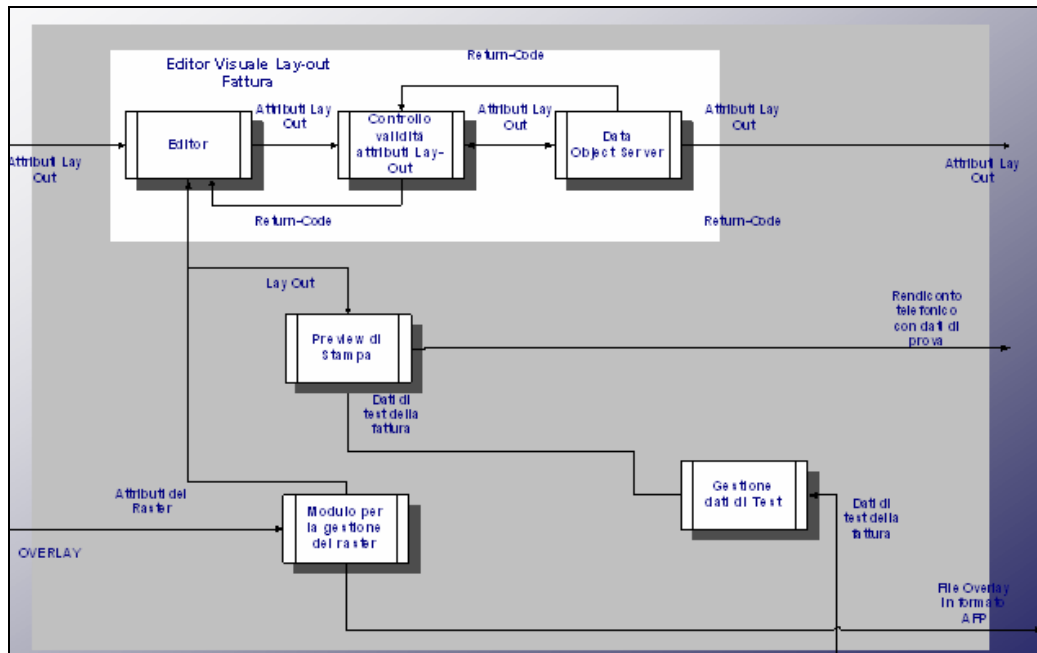 Return-Code
Editor Visuale Lay-out
Fattura
Attributi Lay
Out
Attributi Lay
Out
Attributi Lay
Out
Editor
Controllo
validità
attributi Lay-
Out
Data
Object Server
Attributi Lay
Out
Attributi Lay
Out
Return-Code
Return-Code
Lay Out
Rendiconto
telefonico
con dati di
prova
Preview di
Stampa
Dati di
test della
fattura
Gestione
dati di Test
Attributi del
Raster
Modulo per
la gestione
del raster
Dati di
test della
fattura
OVERLAY
File Overlay
In formato
AFP